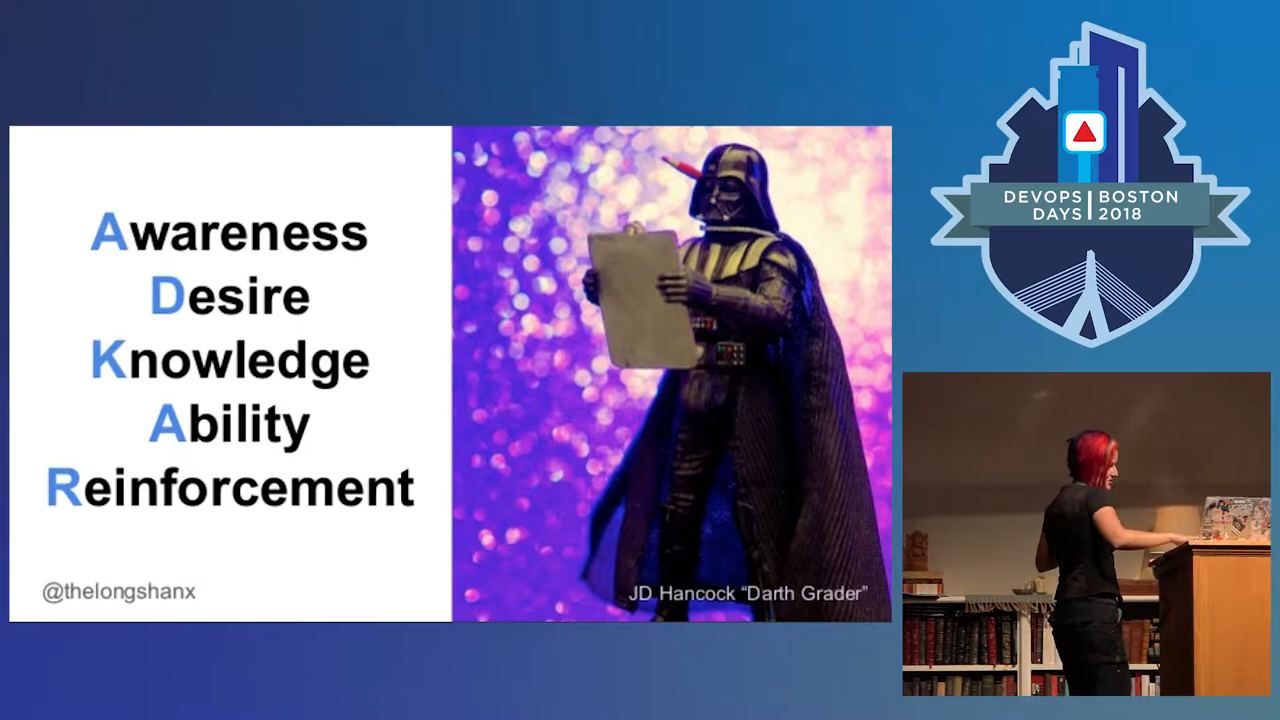 Awareness
Desire
Knowledge
Ability
Reinforcement
@thelongshanx
JD Hancock “Darth Grader”
DEVOPS BOSTON
DAYS 2018